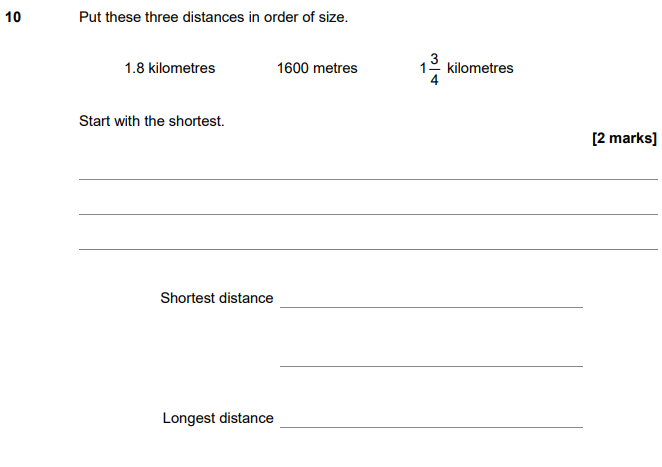 10 Put these three distances in order of size.
1.8 kilometres 1600 metres 1 3/4 kilometres
Start with the shortest.
[2 marks]
Shortest distance
Longest distance